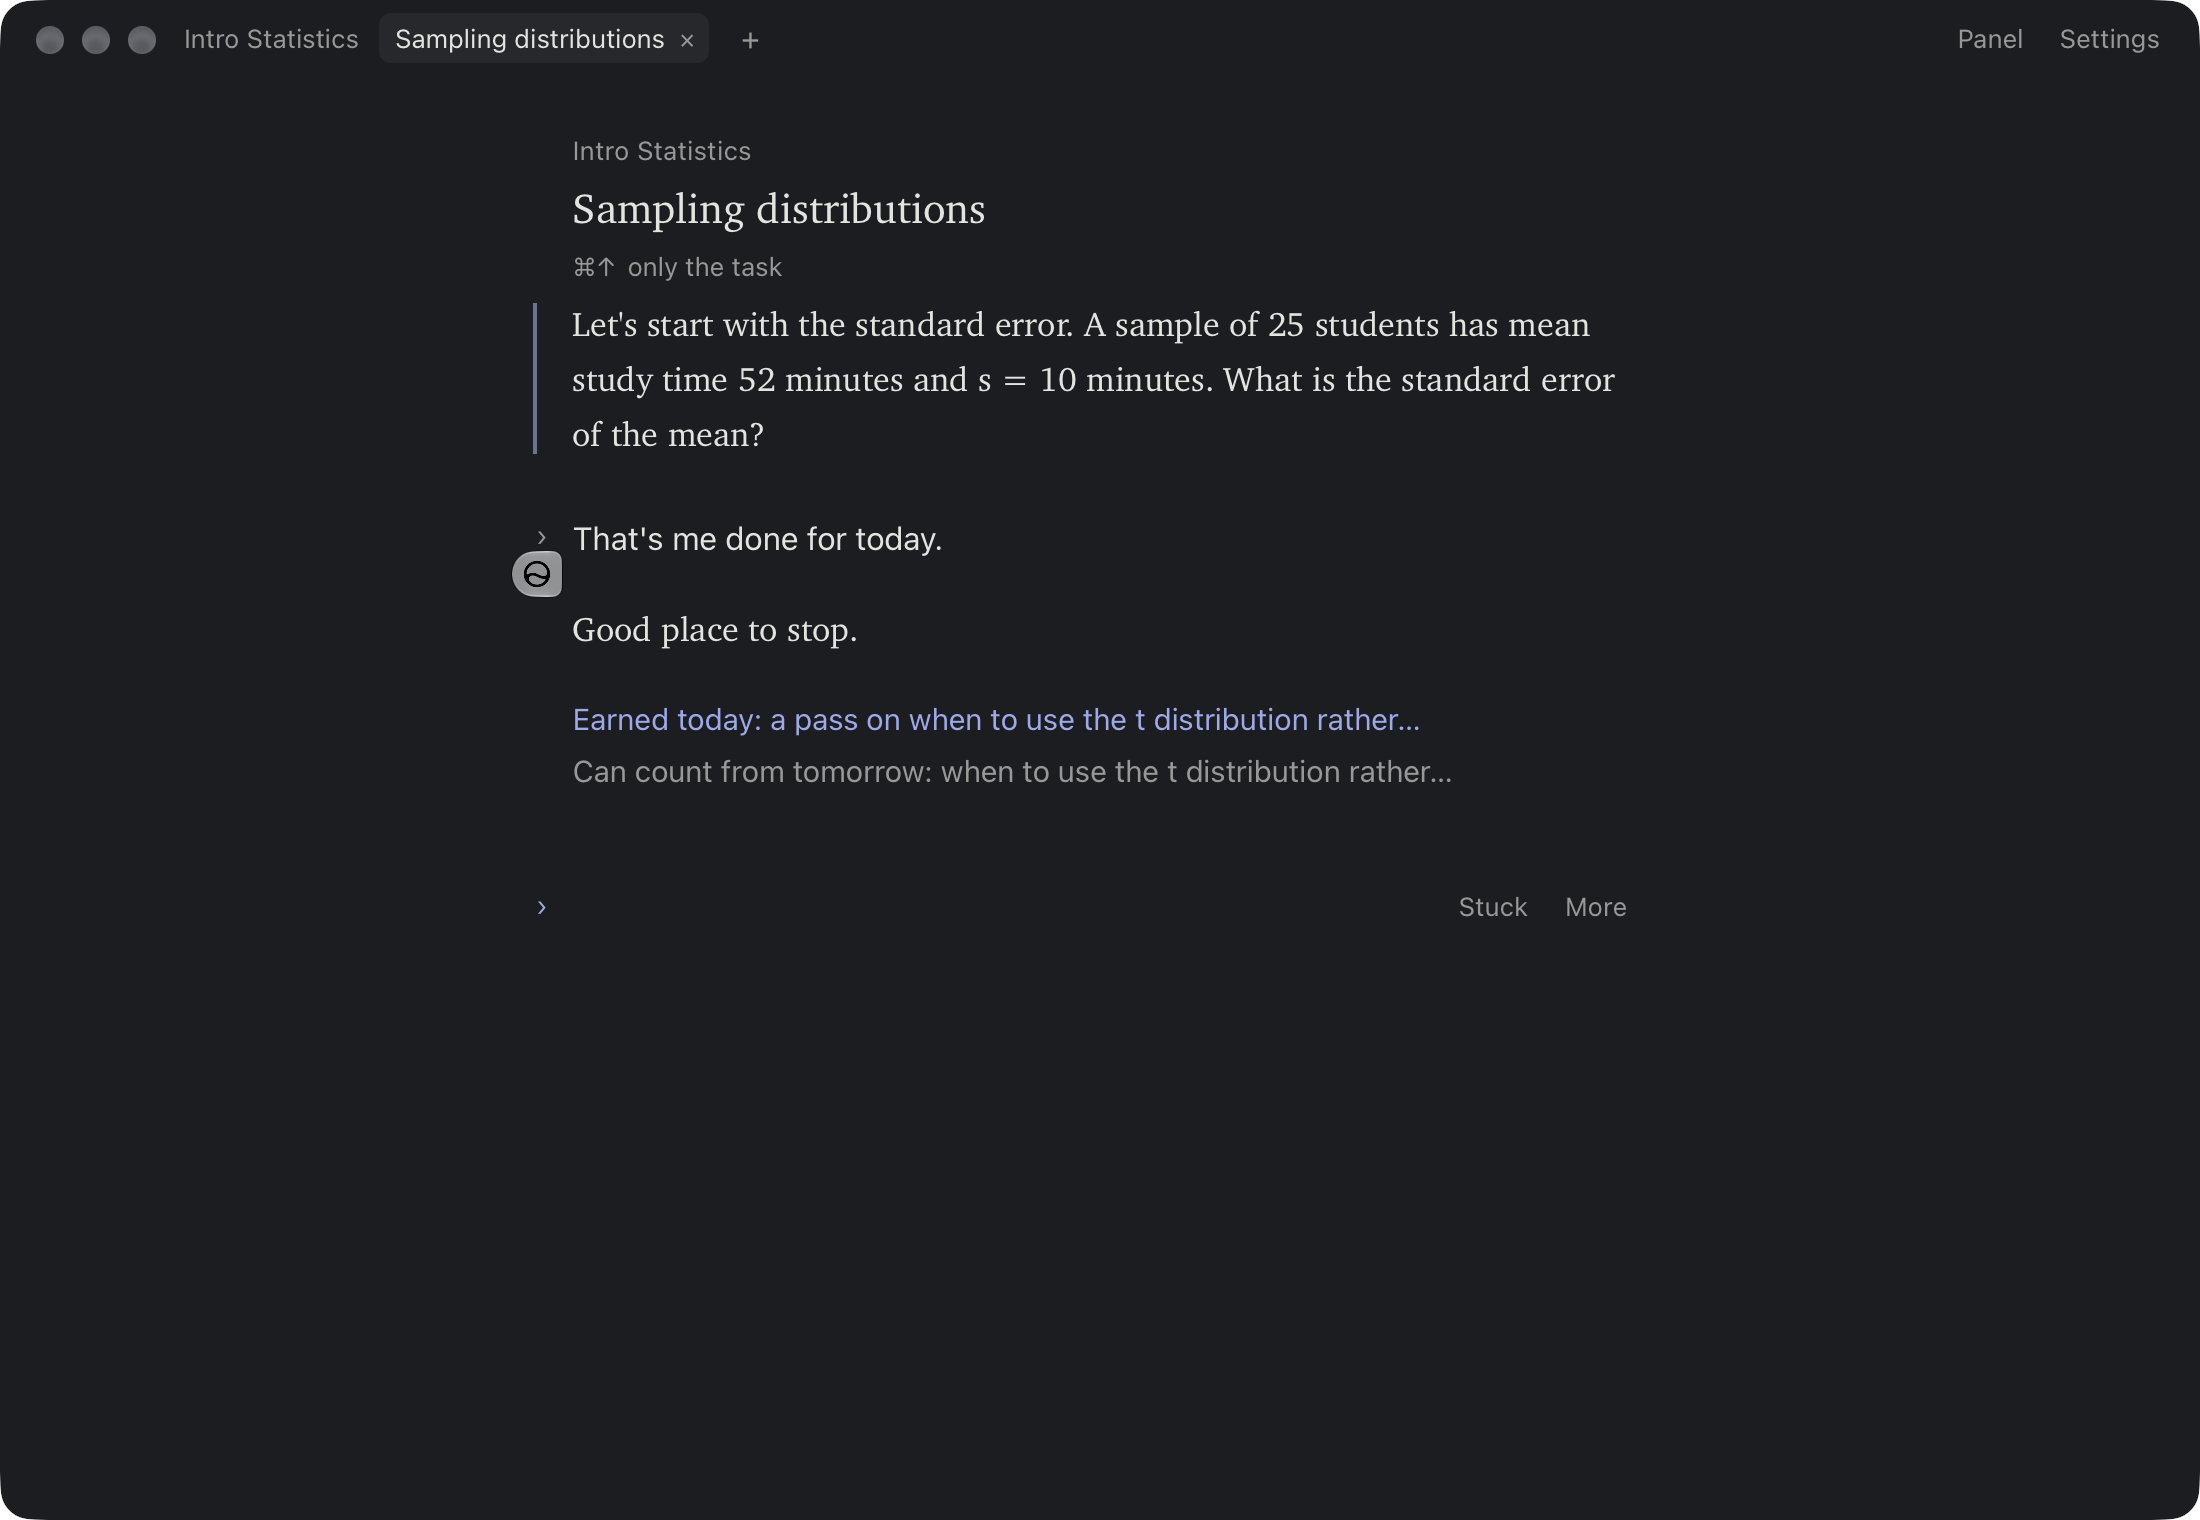 Intro Statistics
Sampling distributions ×
+
Panel
Settings
Intro Statistics
Sampling distributions
⌘↑ only the task
Let's start with the standard error. A sample of 25 students has mean
study time 52 minutes and s = 10 minutes. What is the standard error
of the mean?
› That's me done for today.
Good place to stop.
Earned today: a pass on when to use the t distribution rather…
Can count from tomorrow: when to use the t distribution rather…
›
Stuck
More